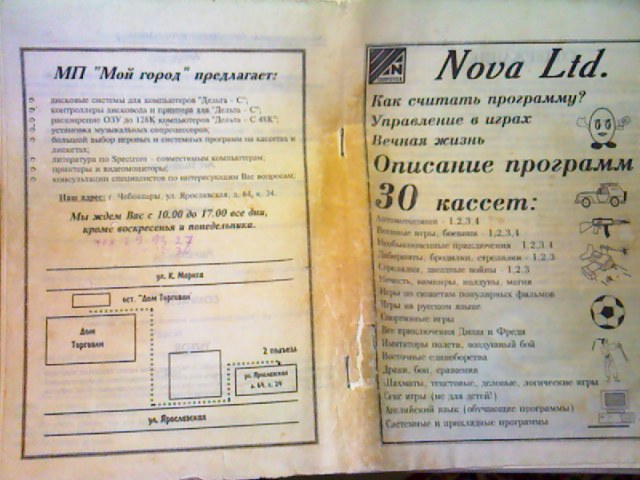 МП "Мой город" предлагает:
дисковые системы для компьютеров "Дельта - С";
контроллеры дисковода и принтера для "Дельта - С";
расширение ОЗУ до 128К компьютеров "Дельта - С 48К";
установка музыкальных сопроцессоров;
большой выбор игровых и системных программ на кассетах и
дискетах;
литература по Spectrum - совместимым компьютерам;
принтеры и видеомониторы;
консультации специалистов по интересующим Вас вопросам;
Наш адрес: г. Чебоксары, ул. Ярославская, д. 64, к. 24.
Мы ждем Вас с 10.00 до 17.00 все дни,
кроме воскресенья и понедельника.
ул. К. Маркса
ост. "Дом Торговли"
Дом
Торговли
2 подъезд
ул. Ярославская
д. 64, к. 24
ул. Ярославская
Nova Ltd.
Как считать программу?
Управление в играх
Вечная жизнь
Описание программ
30 кассет:
Автомотогонки - 1,2,3,4
Военные игры, боевики - 1,2,3,4
Необыкновенные приключения - 1,2,3,4
Лабиринты, бродилки, стрелялки - 1,2,3
Стрелялки, звездные войны - 1,2,3
Нечисть, вампиры, колдуны, магия
Игры по сюжетам популярных фильмов
Игры на русском языке
Спортивные игры
Все приключения Диззи и Фреди
Имитаторы полета, воздушный бой
Восточные единоборства
Драки, бои, сражения
Шахматы, текстовые, деловые, логические игры
Секс игры (не для детей!)
Английский язык (обучающие программы)
Системные и прикладные программы